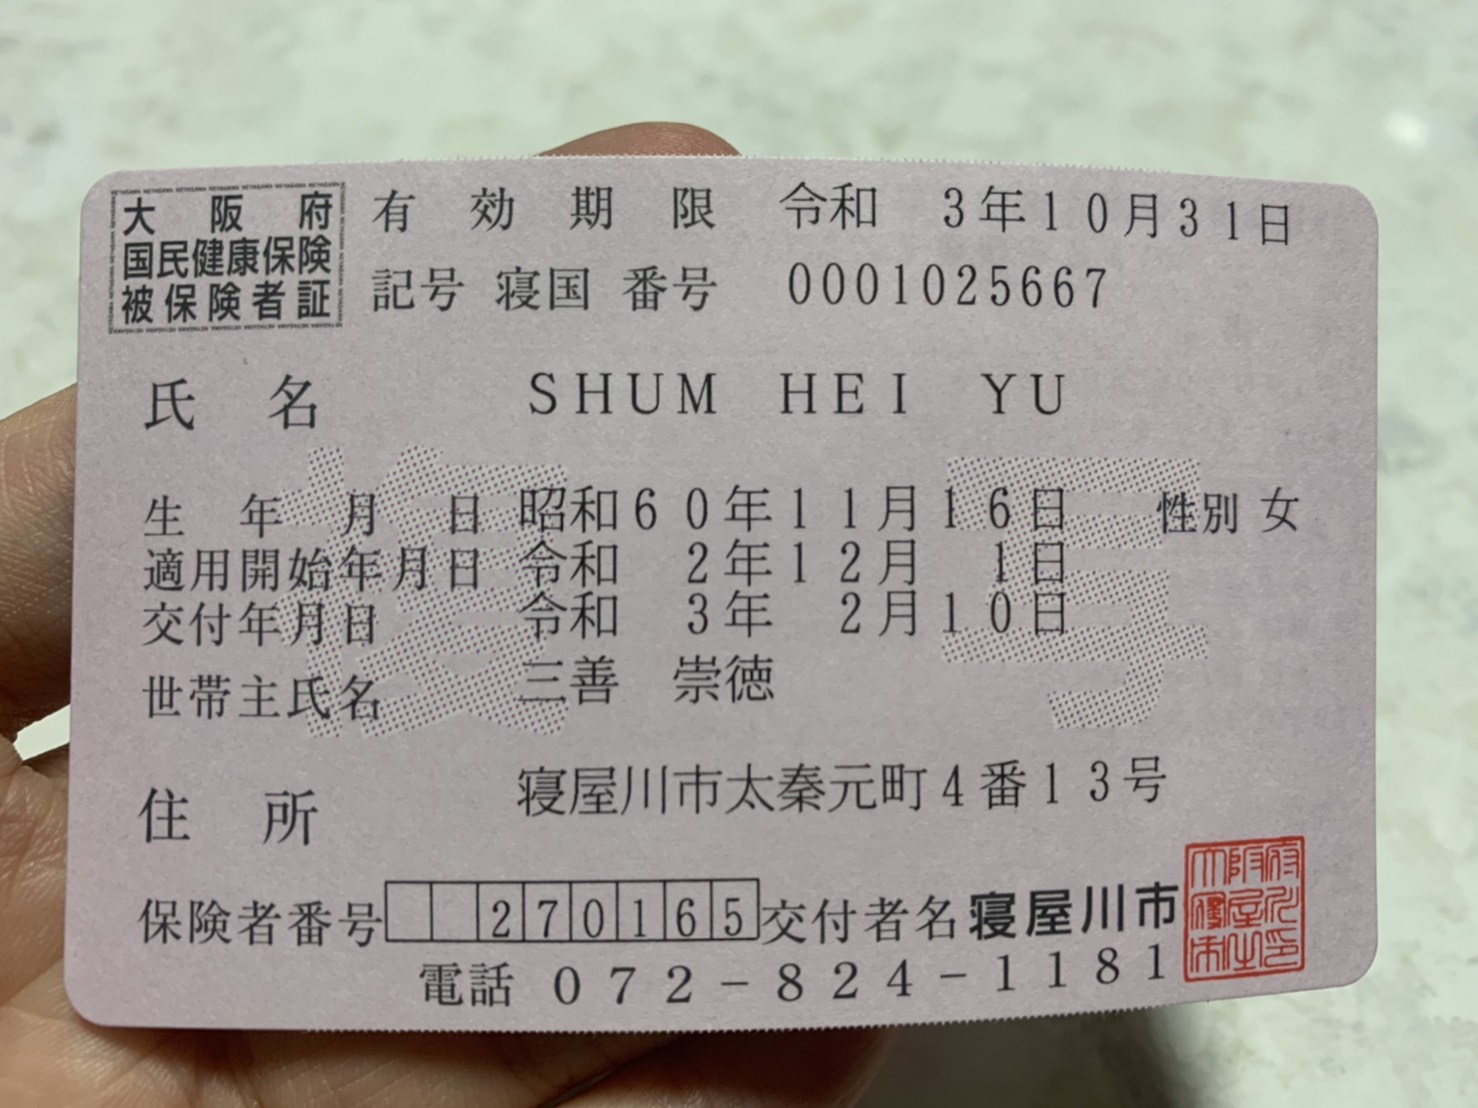 大阪府
国民健康保険
被保険者証
有効期限 令和 3年10月31日
記号 寝国 番号 0001025667
氏名 SHUM HEI YU
生年月日 昭和60年11月16日 性別 女
適用開始年月日 令和 2年12月 1日
交付年月日 令和 3年 2月10日
世帯主氏名 三善 崇徳
住所 寝屋川市太秦元町4番13号
保険者番号 270165 交付者名 寝屋川市
電話 072-824-1181
複写